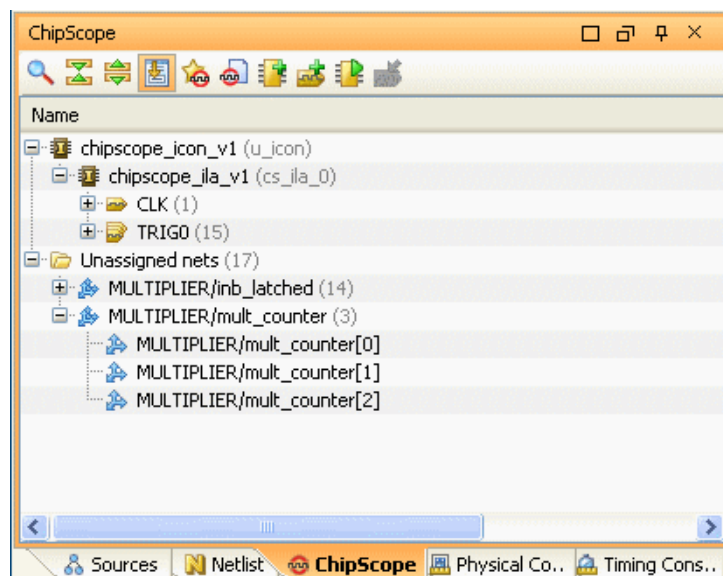 ChipScope
Name
chipscope_icon_v1 (u_icon)
chipscope_ila_v1 (cs_ila_0)
CLK (1)
TRIG0 (15)
Unassigned nets (17)
MULTIPLIER/inb_latched (14)
MULTIPLIER/mult_counter (3)
MULTIPLIER/mult_counter[0]
MULTIPLIER/mult_counter[1]
MULTIPLIER/mult_counter[2]
Sources Netlist ChipScope Physical Co.. Timing Cons..